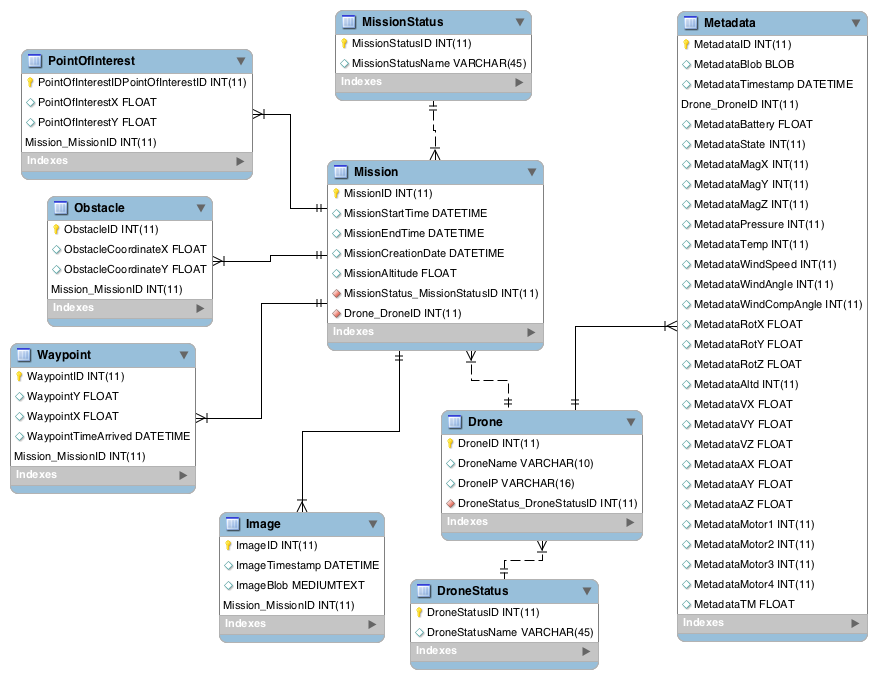 MissionStatus
MissionStatusID INT(11)
MissionStatusName VARCHAR(45)
Indexes
Metadata
MetadataID INT(11)
MetadataBlob BLOB
MetadataTimestamp DATETIME
Drone_DroneID INT(11)
MetadataBattery FLOAT
MetadataState INT(11)
MetadataMagX INT(11)
MetadataMagY INT(11)
MetadataMagZ INT(11)
MetadataPressure INT(11)
MetadataTemp INT(11)
MetadataWindSpeed INT(11)
MetadataWindAngle INT(11)
MetadataWindCompAngle INT(11)
MetadataRotX FLOAT
MetadataRotY FLOAT
MetadataRotZ FLOAT
MetadataAltd INT(11)
MetadataVX FLOAT
MetadataVY FLOAT
MetadataVZ FLOAT
MetadataAX FLOAT
MetadataAY FLOAT
MetadataAZ FLOAT
MetadataMotor1 INT(11)
MetadataMotor2 INT(11)
MetadataMotor3 INT(11)
MetadataMotor4 INT(11)
MetadataTM FLOAT
Indexes
PointOfInterest
PointOfInterestIDPointOfInterestID INT(11)
PointOfInterestX FLOAT
PointOfInterestY FLOAT
Mission_MissionID INT(11)
Indexes
Mission
MissionID INT(11)
MissionStartTime DATETIME
MissionEndTime DATETIME
MissionCreationDate DATETIME
MissionAltitude FLOAT
MissionStatus_MissionStatusID INT(11)
Drone_DroneID INT(11)
Indexes
Obstacle
ObstacleID INT(11)
ObstacleCoordinateX FLOAT
ObstacleCoordinateY FLOAT
Mission_MissionID INT(11)
Indexes
Waypoint
WaypointID INT(11)
WaypointY FLOAT
WaypointX FLOAT
WaypointTimeArrived DATETIME
Mission_MissionID INT(11)
Indexes
Drone
DroneID INT(11)
DroneName VARCHAR(10)
DroneIP VARCHAR(16)
DroneStatus_DroneStatusID INT(11)
Indexes
Image
ImageID INT(11)
ImageTimestamp DATETIME
ImageBlob MEDIUMTEXT
Mission_MissionID INT(11)
Indexes
DroneStatus
DroneStatusID INT(11)
DroneStatusName VARCHAR(45)
Indexes